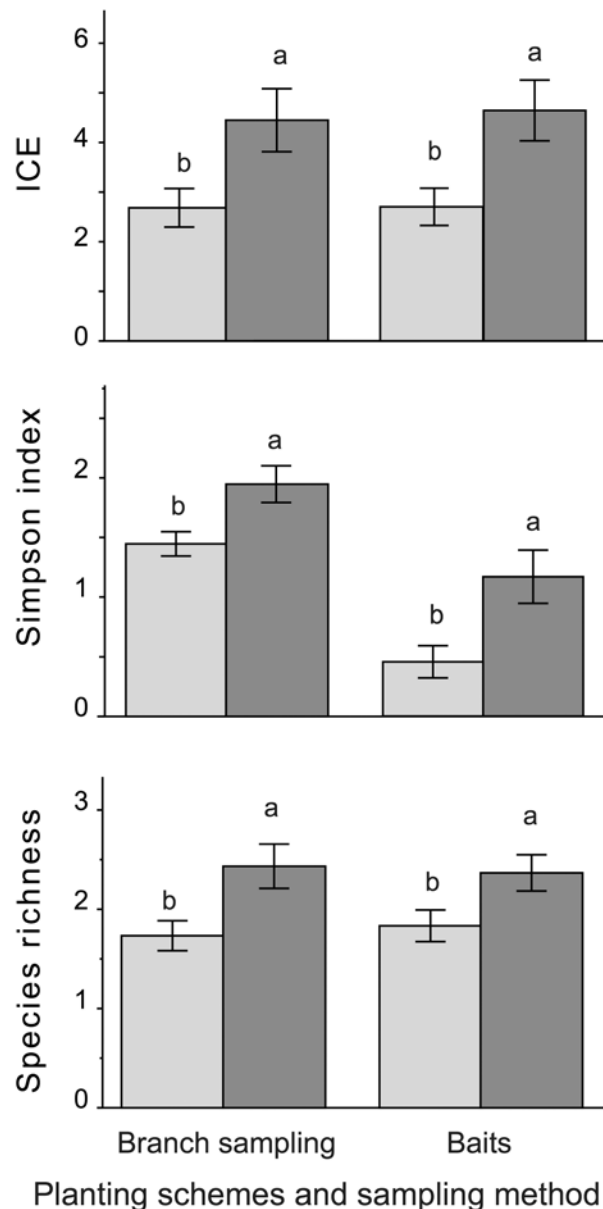 ICE
6
4
2
0
b
a
b
a
Simpson index
2
1
0
b
a
b
a
Species richness
3
2
1
0
b
a
b
a
Branch sampling
Baits
Planting schemes and sampling method